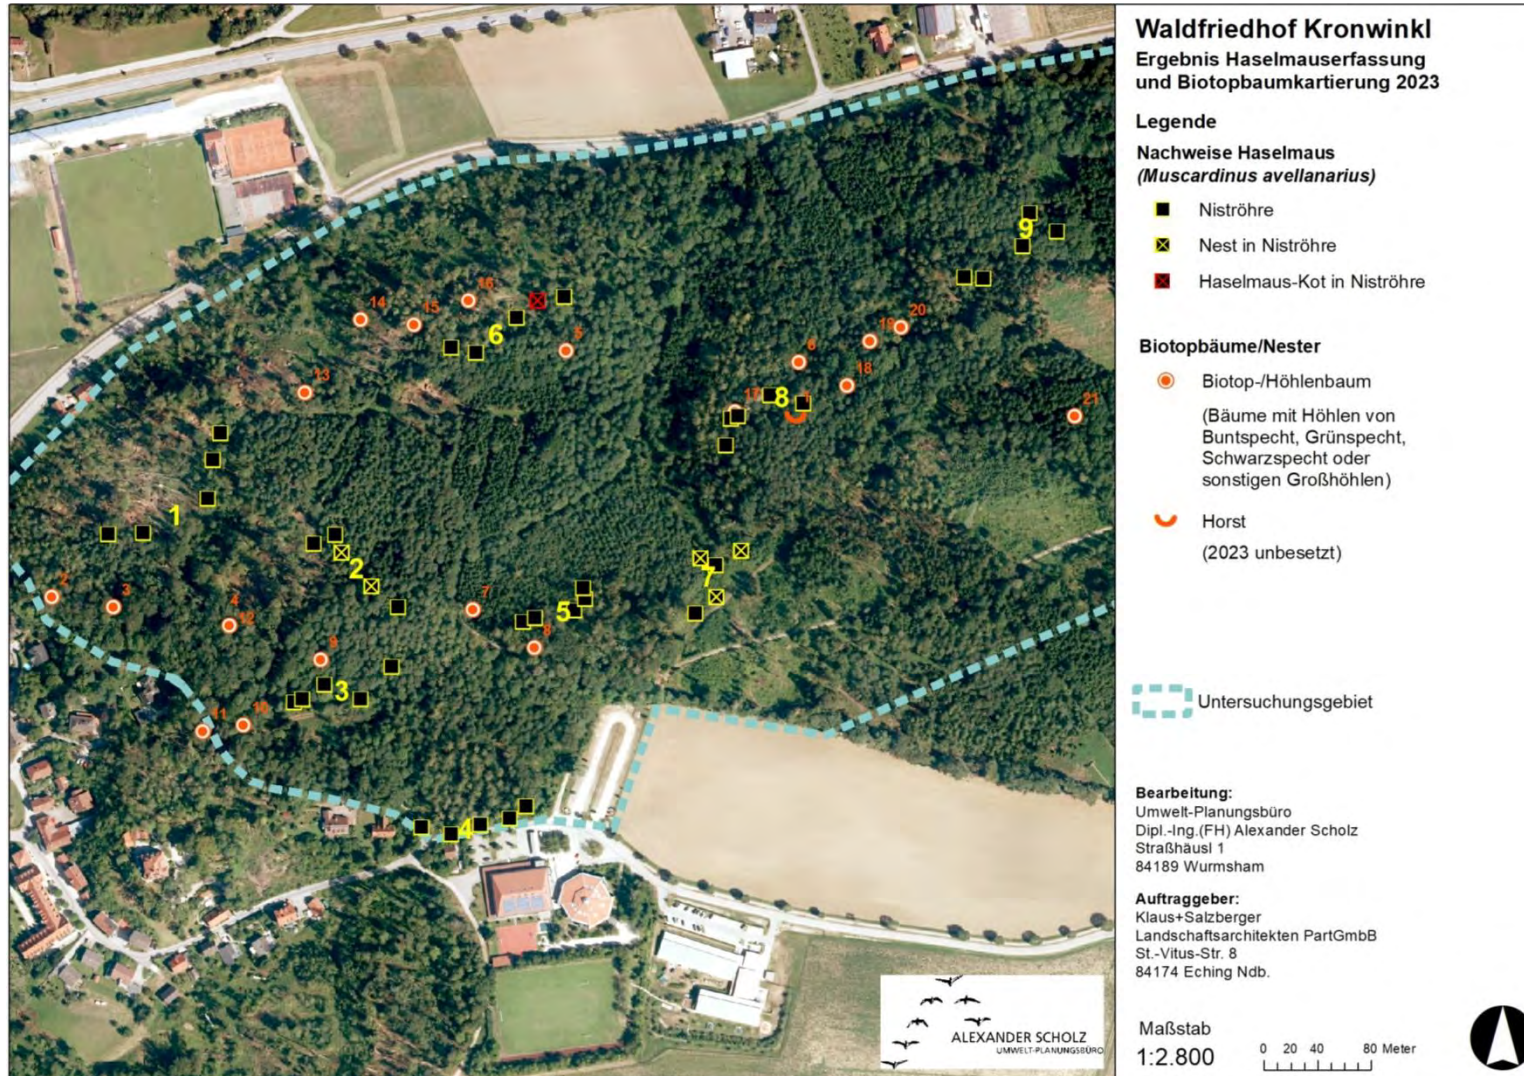 Waldfriedhof Kronwinkl
Ergebnis Haselmauserfassung
und Biotopbaumkartierung 2023
Legende
Nachweise Haselmaus
(Muscardinus avellanarius)
Niströhre
Nest in Niströhre
Haselmaus-Kot in Niströhre
Biotopbäume/Nester
Biotop-/Höhlenbaum
(Bäume mit Höhlen von
Buntspecht, Grünspecht,
Schwarzspecht oder
sonstigen Großhöhlen)
Horst
(2023 unbesetzt)
Untersuchungsgebiet
Bearbeitung:
Umwelt-Planungsbüro
Dipl.-Ing.(FH) Alexander Scholz
Straßhäusl 1
84189 Wurmsham
Auftraggeber:
Klaus+Salzberger
Landschaftsarchitekten PartGmbB
St.-Vitus-Str. 8
84174 Eching Ndb.
Maßstab
1:2.800
0 20 40 80 Meter
9
16
14
15
6
5
20
19
6
18
13
8
1
17
21
1
2
7
2
3
4
12
7
5
8
9
3
10
11
4
ALEXANDER SCHOLZ
UMWELT-PLANUNGSBÜRO